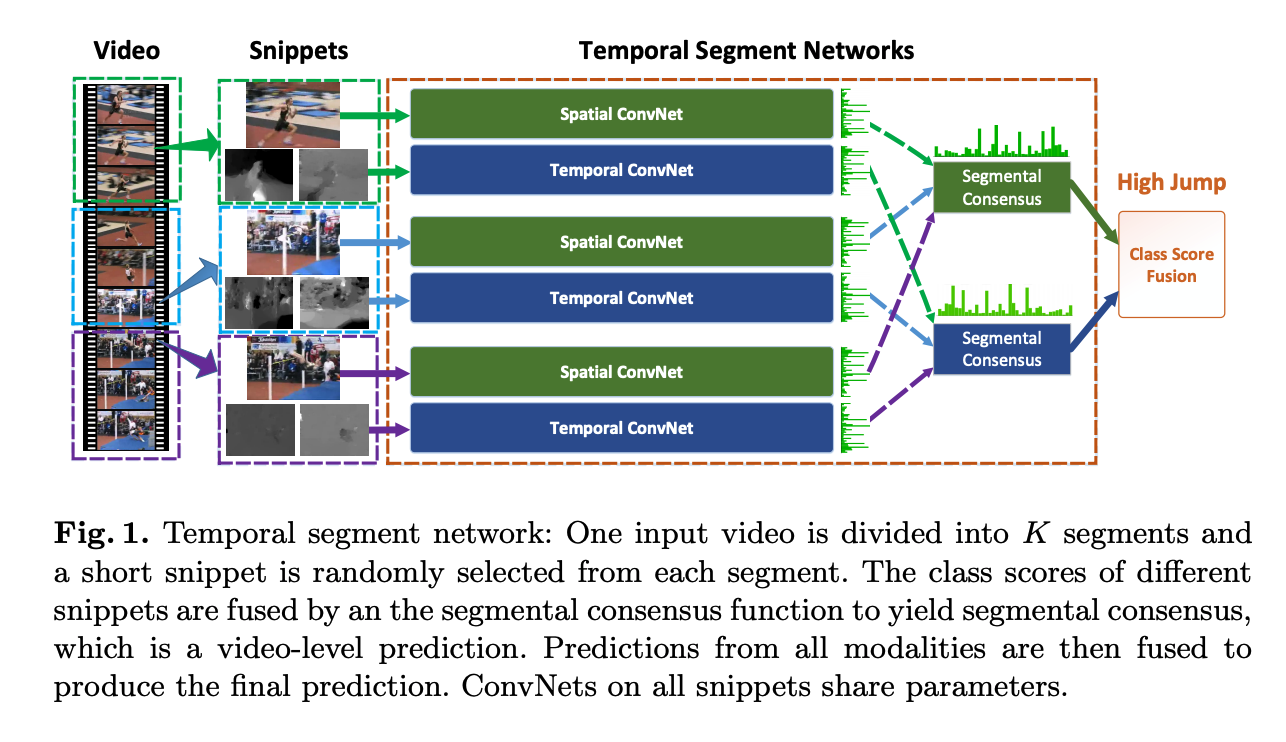 Video
Snippets
Temporal Segment Networks
Spatial ConvNet
Temporal ConvNet
Spatial ConvNet
Temporal ConvNet
Spatial ConvNet
Temporal ConvNet
Segmental
Consensus
Segmental
Consensus
High Jump
Class Score
Fusion
Fig. 1. Temporal segment network: One input video is divided into K segments and
a short snippet is randomly selected from each segment. The class scores of different
snippets are fused by an the segmental consensus function to yield segmental consensus,
which is a video-level prediction. Predictions from all modalities are then fused to
produce the final prediction. ConvNets on all snippets share parameters.